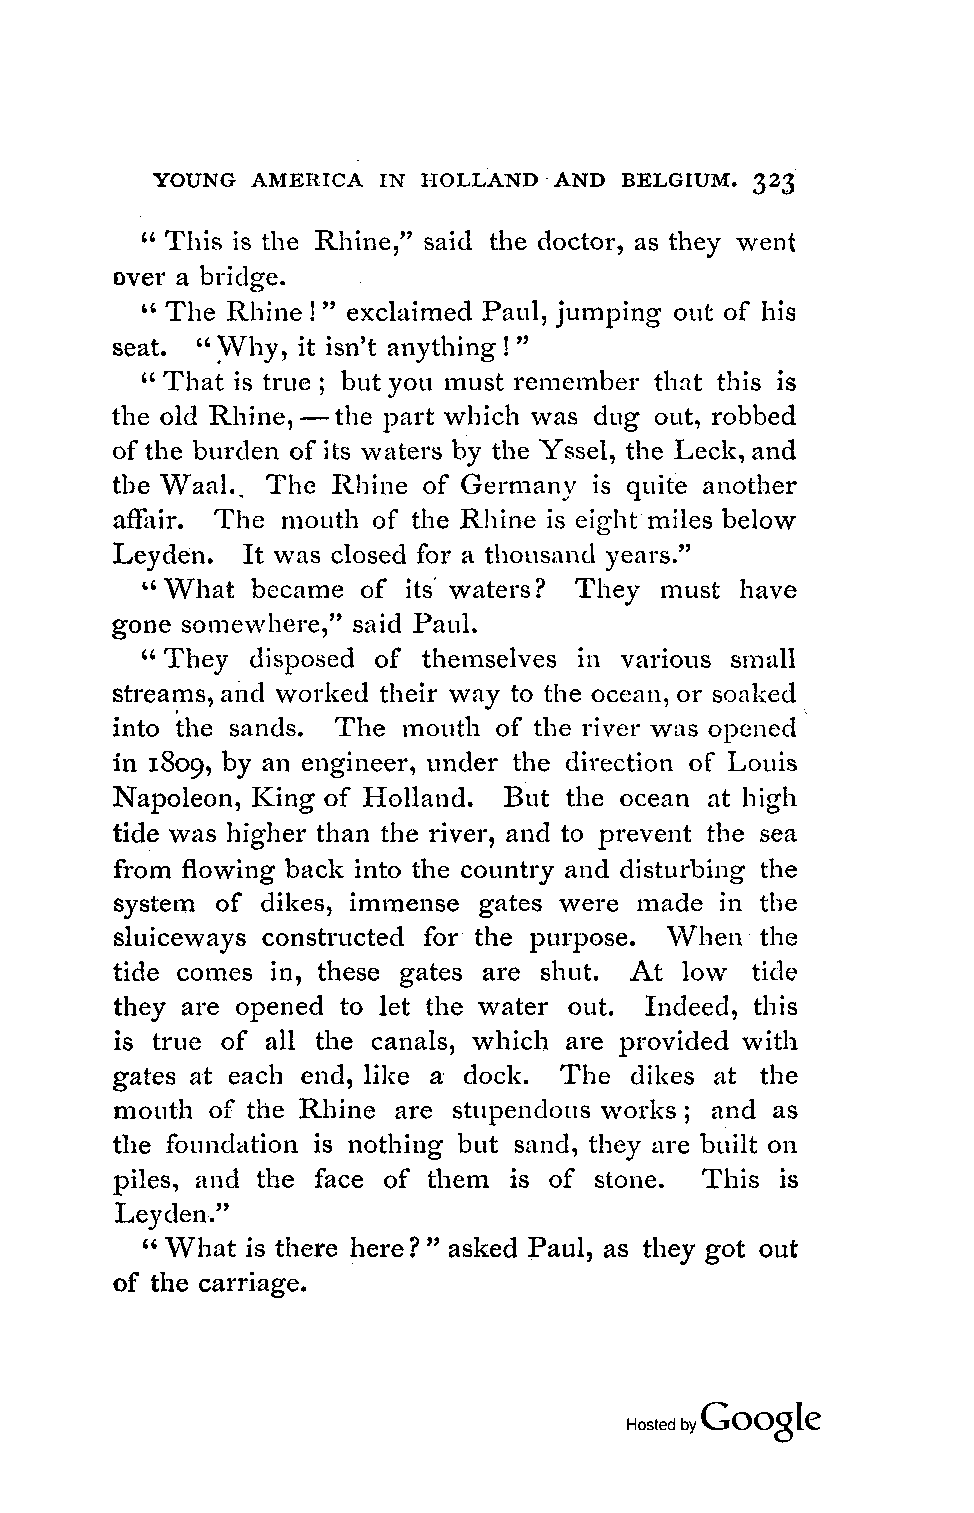 YOUNG AMERICA IN HOLLAND AND BELGIUM. 323
“ This is the Rhine,” said the doctor, as they went
over a bridge.
“ The Rhine ! ” exclaimed Paul, jumping out of his
seat. “ Why, it isn’t anything ! ”
“ That is true ; but you must remember that this is
the old Rhine, — the part which was dug out, robbed
of the burden of its waters by the Yssel, the Leck, and
the Waal.. The Rhine of Germany is quite another
affair. The mouth of the Rhine is eight miles below
Leyden. It was closed for a thousand years.”
“ What became of its waters? They must have
gone somewhere,” said Paul.
“ They disposed of themselves in various small
streams, and worked their way to the ocean, or soaked
into the sands. The mouth of the river was opened
in 1809, by an engineer, under the direction of Louis
Napoleon, King of Holland. But the ocean at high
tide was higher than the river, and to prevent the sea
from flowing back into the country and disturbing the
system of dikes, immense gates were made in the
sluiceways constructed for the purpose. When the
tide comes in, these gates are shut. At low tide
they are opened to let the water out. Indeed, this
is true of all the canals, which are provided with
gates at each end, like a dock. The dikes at the
mouth of the Rhine are stupendous works ; and as
the foundation is nothing but sand, they are built on
piles, and the face of them is of stone. This is
Leyden.”
“ What is there here? ” asked Paul, as they got out
of the carriage.
Hosted by Google